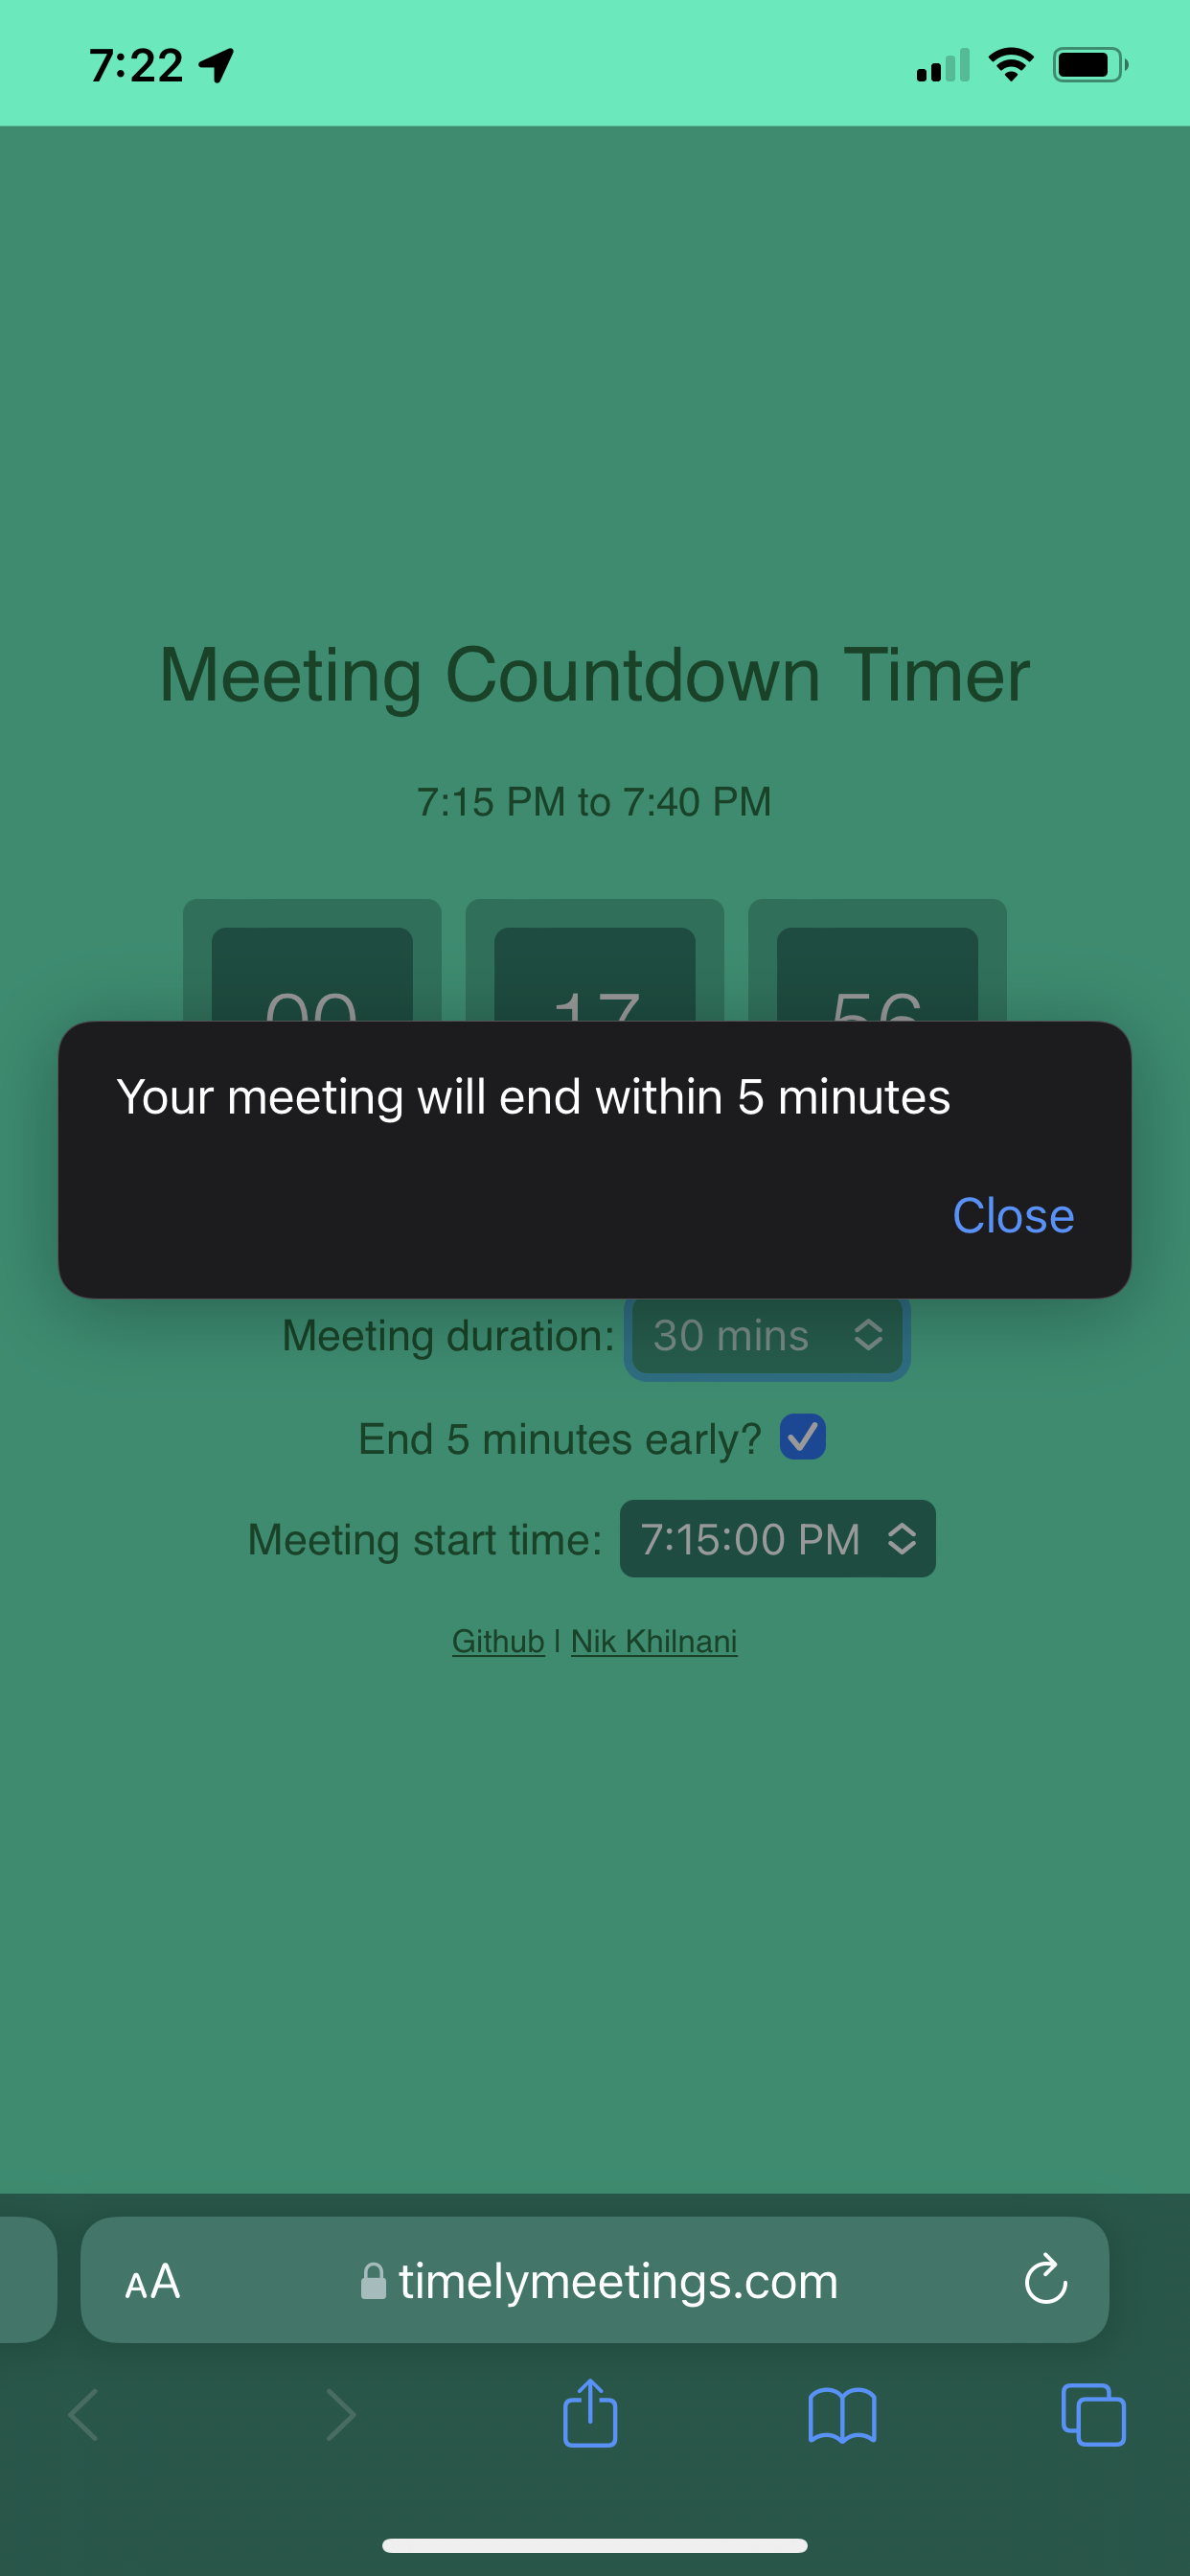 7:22
Meeting Countdown Timer
7:15 PM to 7:40 PM
00 17 56
Your meeting will end within 5 minutes
Close
Meeting duration: 30 mins
End 5 minutes early?
Meeting start time: 7:15:00 PM
Github | Nik Khilnani
AA timelymeetings.com